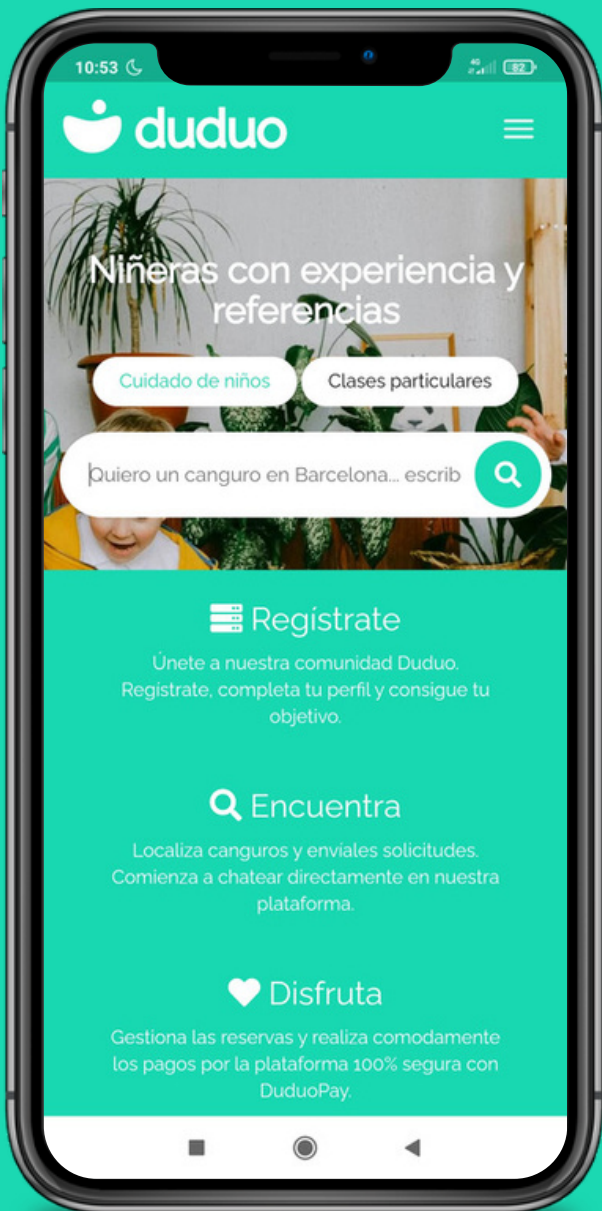 10:53
4G
82
duduo
Niñeras con experiencia y
referencias
Cuidado de niños
Clases particulares
Quiero un canguro en Barcelona... escrib
Regístrate
Únete a nuestra comunidad Duduo.
Regístrate, completa tu perfil y consigue tu
objetivo.
Encuentra
Localiza canguros y envíales solicitudes.
Comienza a chatear directamente en nuestra
plataforma.
Disfruta
Gestiona las reservas y realiza comodamente
los pagos por la plataforma 100% segura con
DuduoPay.